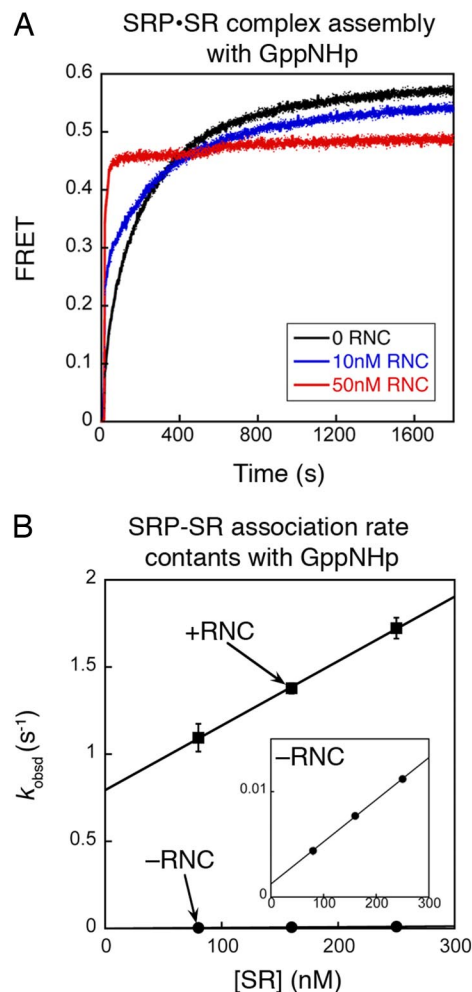 A
SRP•SR complex assembly
with GppNHp
0.6
0.5
0.4
0.3
0.2
0.1
0
FRET
0 RNC
10nM RNC
50nM RNC
0
400
800
1200
1600
Time (s)
B
SRP-SR association rate
contants with GppNHp
2
1.5
1
0.5
0
kobsd (s-1)
+RNC
–RNC
–RNC
0.01
0
0
100
200
300
0
100
200
300
[SR] (nM)